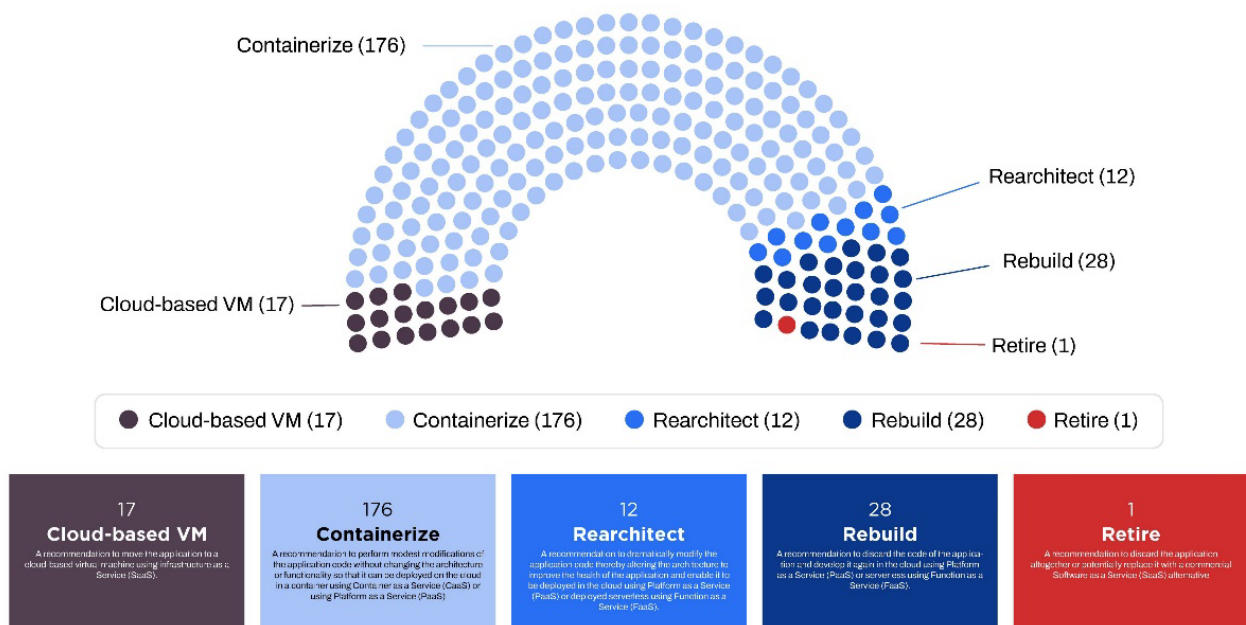 Containerize (176)
Rearchitect (12)
Rebuild (28)
Cloud-based VM (17)
Retire (1)
Cloud-based VM (17) Containerize (176) Rearchitect (12) Rebuild (28) Retire (1)
17
Cloud-based VM
A recommendation to move the application to a
cloud-based virtual machine using infrastructure as a
Service (SaaS).
176
Containerize
A recommendation to perform modest modifications of
the application code without changing the architecture
or functionality so that it can be deployed on the cloud
in a container using Container as a Service (CaaS) or
using Platform as a Service (PaaS)
12
Rearchitect
A recommendation to dramatically modify the
application code thereby altering the architecture to
improve the health of the application and enable it to
be deployed in the cloud using Platform as a Service
(PaaS) or deployed serverless using Function as a
Service (FaaS).
28
Rebuild
A recommendation to discard the code of the applica-
tion and develop it again in the cloud using Platform
as a Service (PaaS) or serverless using Function as a
Service (FaaS).
1
Retire
A recommendation to discard the application
altogether or potentially replace it with a commercial
Software as a Service (SaaS) alternative